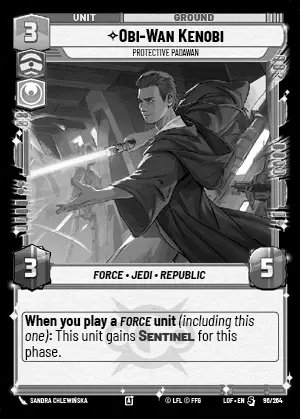 UNIT
GROUND
3
✧OBI-WAN KENOBI
PROTECTIVE PADAWAN
3
5
FORCE • JEDI • REPUBLIC
When you play a FORCE unit (including this
one): This unit gains SENTINEL for this
phase.
SANDRA CHLEWIŃSKA
A
© LFL © FFG
LOF • EN
96/264